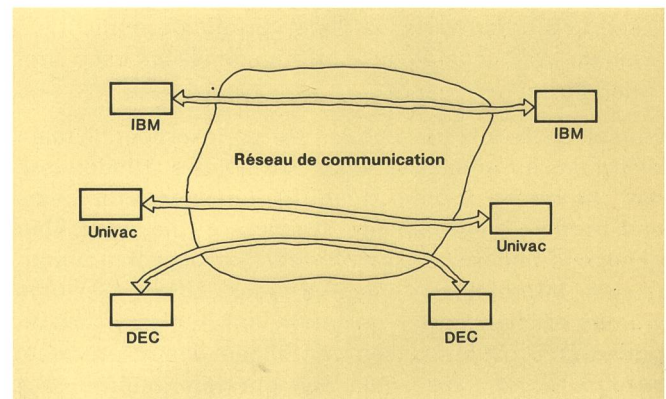 IBM
IBM
Réseau de communication
Univac
Univac
DEC
DEC